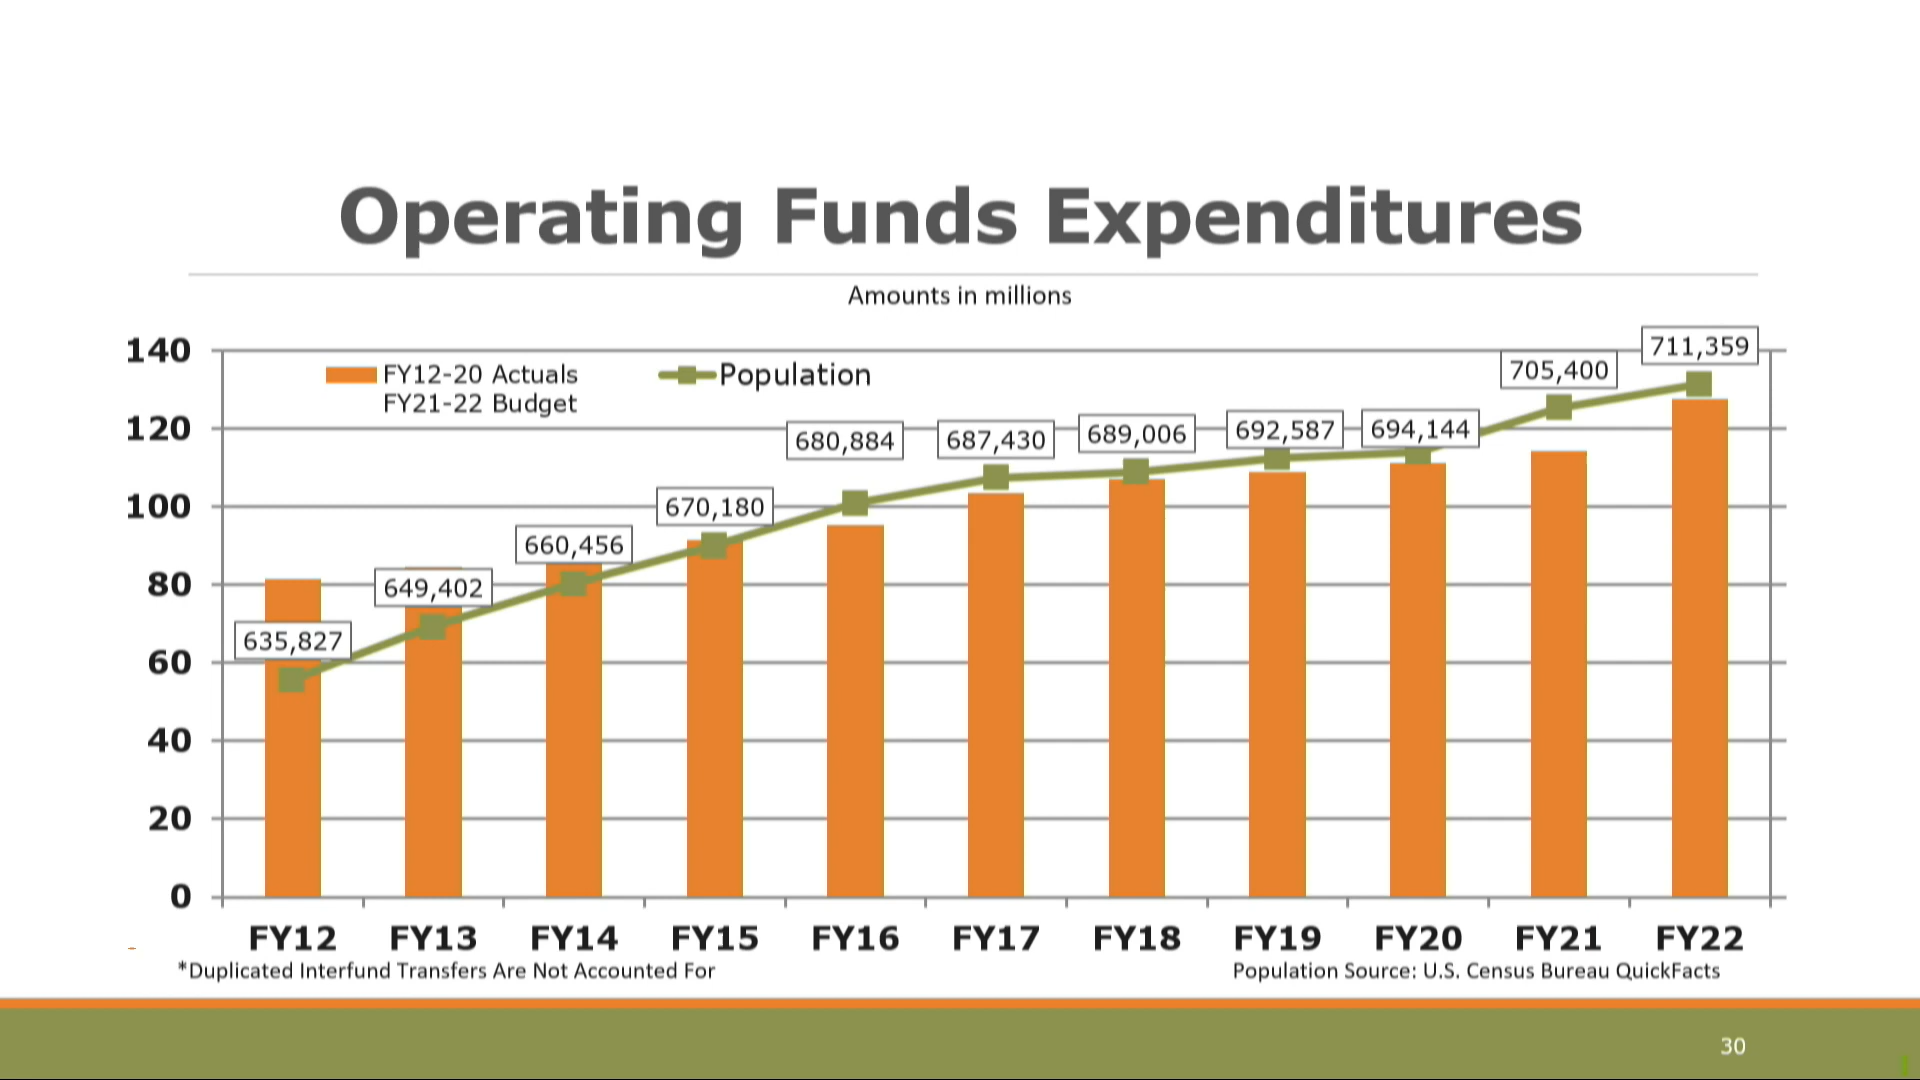 Operating Funds Expenditures
Amounts in millions
FY12-20 Actuals
FY21-22 Budget
Population
140
120
100
80
60
40
20
0
635,827
649,402
660,456
670,180
680,884
687,430
689,006
692,587
694,144
705,400
711,359
FY12 FY13 FY14 FY15 FY16 FY17 FY18 FY19 FY20 FY21 FY22
*Duplicated Interfund Transfers Are Not Accounted For
Population Source: U.S. Census Bureau QuickFacts
30